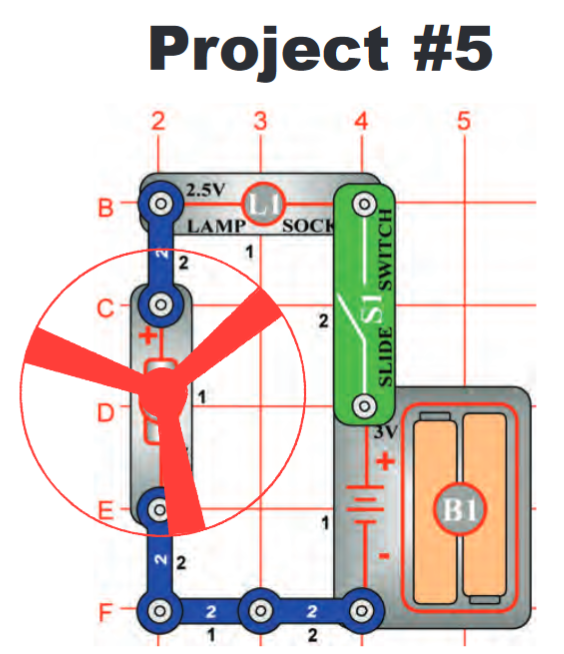 Project #5
2 3 4 5
B 2.5V L1
LAMP SOCK
1
2 2
C
+
2 S1 SLIDE SWITCH
1
D
3V
+
E
1 B1
-
2 2
F 2 2
1 2